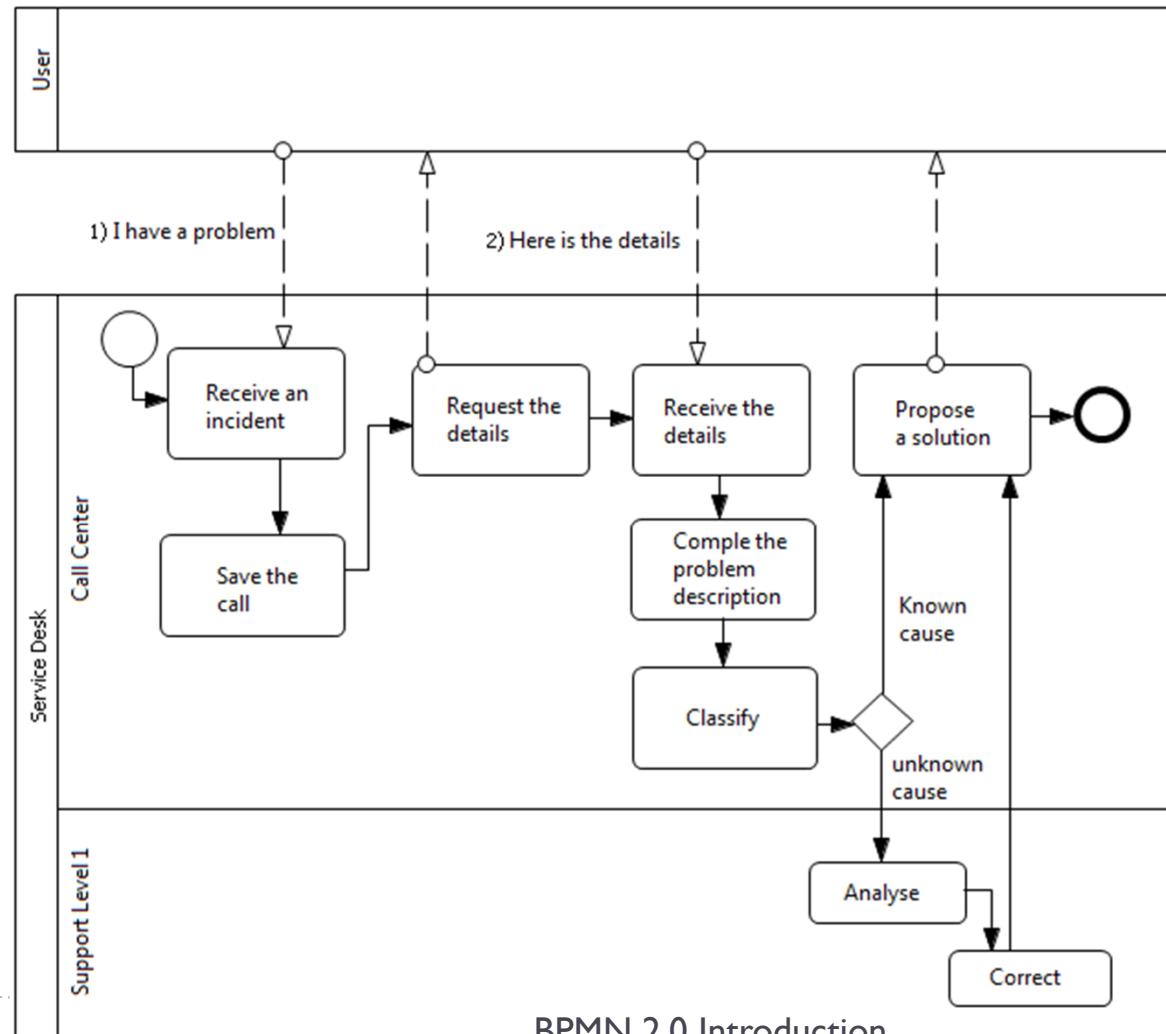 User
1) I have a problem
2) Here is the details
Service Desk
Call Center
Receive an
incident
Request the
details
Receive the
details
Propose
a solution
Save the
call
Comple the
problem
description
Known
cause
Classify
unknown
cause
Support Level 1
Analyse
Correct
BPMN 2.0 Introduction